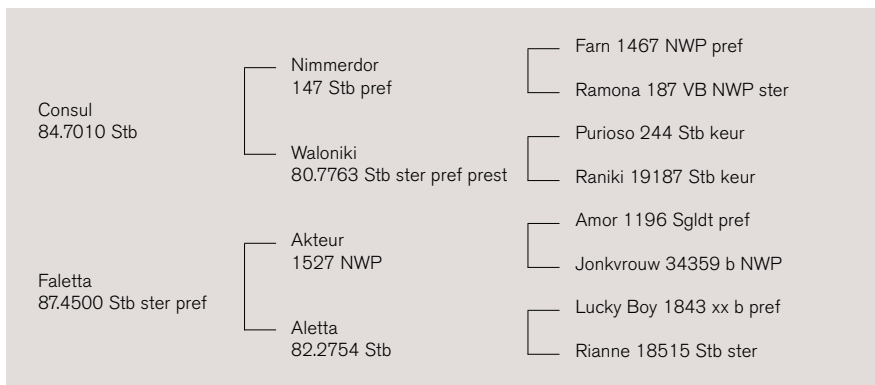 Consul
84.7010 Stb
Nimmerdor
147 Stb pref
Farn 1467 NWP pref
Ramona 187 VB NWP ster
Waloniki
80.7763 Stb ster pref prest
Purioso 244 Stb keur
Raniki 19187 Stb keur
Faletta
87.4500 Stb ster pref
Akteur
1527 NWP
Amor 1196 Sgldt pref
Jonkvrouw 34359 b NWP
Aletta
82.2754 Stb
Lucky Boy 1843 xx b pref
Rianne 18515 Stb ster